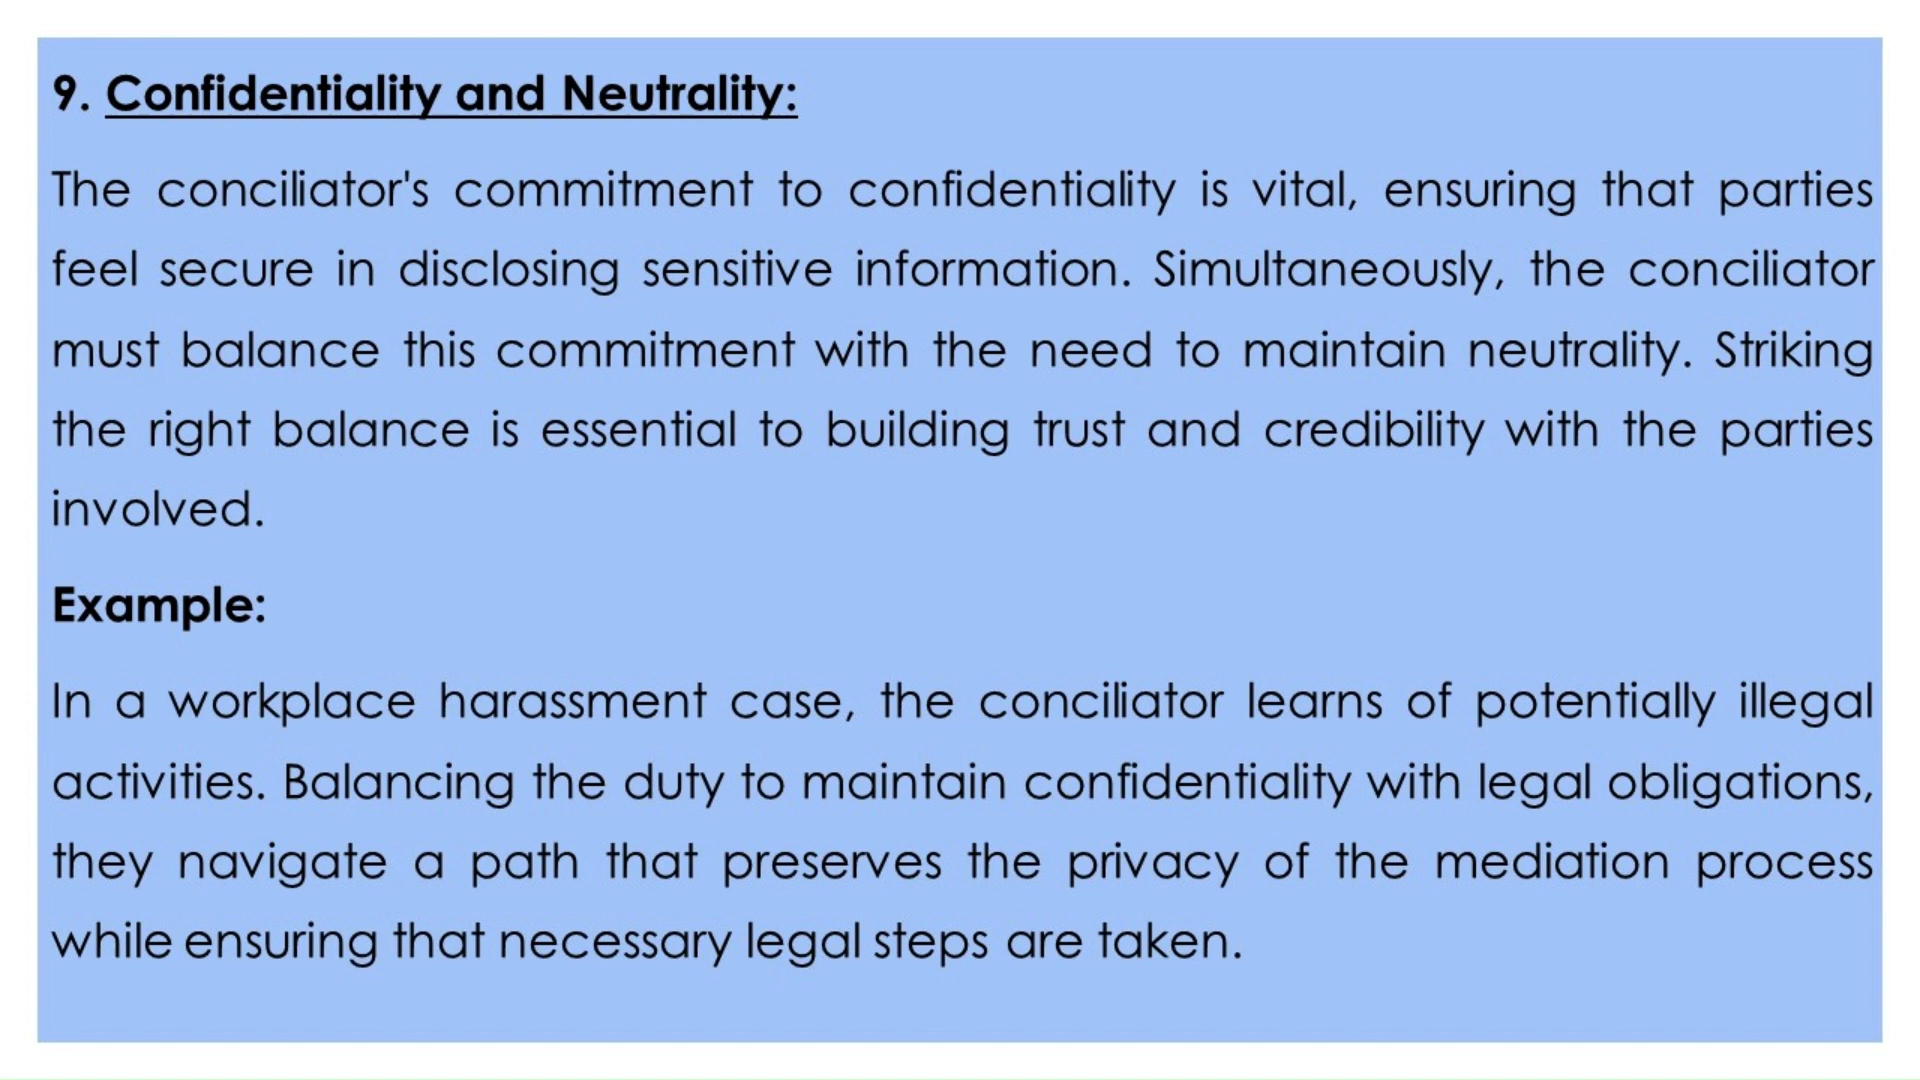 9. Confidentiality and Neutrality:
The conciliator's commitment to confidentiality is vital, ensuring that parties
feel secure in disclosing sensitive information. Simultaneously, the conciliator
must balance this commitment with the need to maintain neutrality. Striking
the right balance is essential to building trust and credibility with the parties
involved.
Example:
In a workplace harassment case, the conciliator learns of potentially illegal
activities. Balancing the duty to maintain confidentiality with legal obligations,
they navigate a path that preserves the privacy of the mediation process
while ensuring that necessary legal steps are taken.